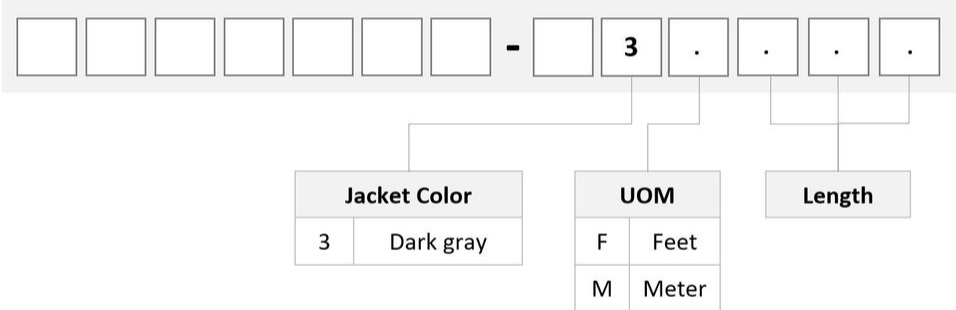 - 3 . . . .
Jacket Color UOM Length
3 Dark gray F Feet
M Meter